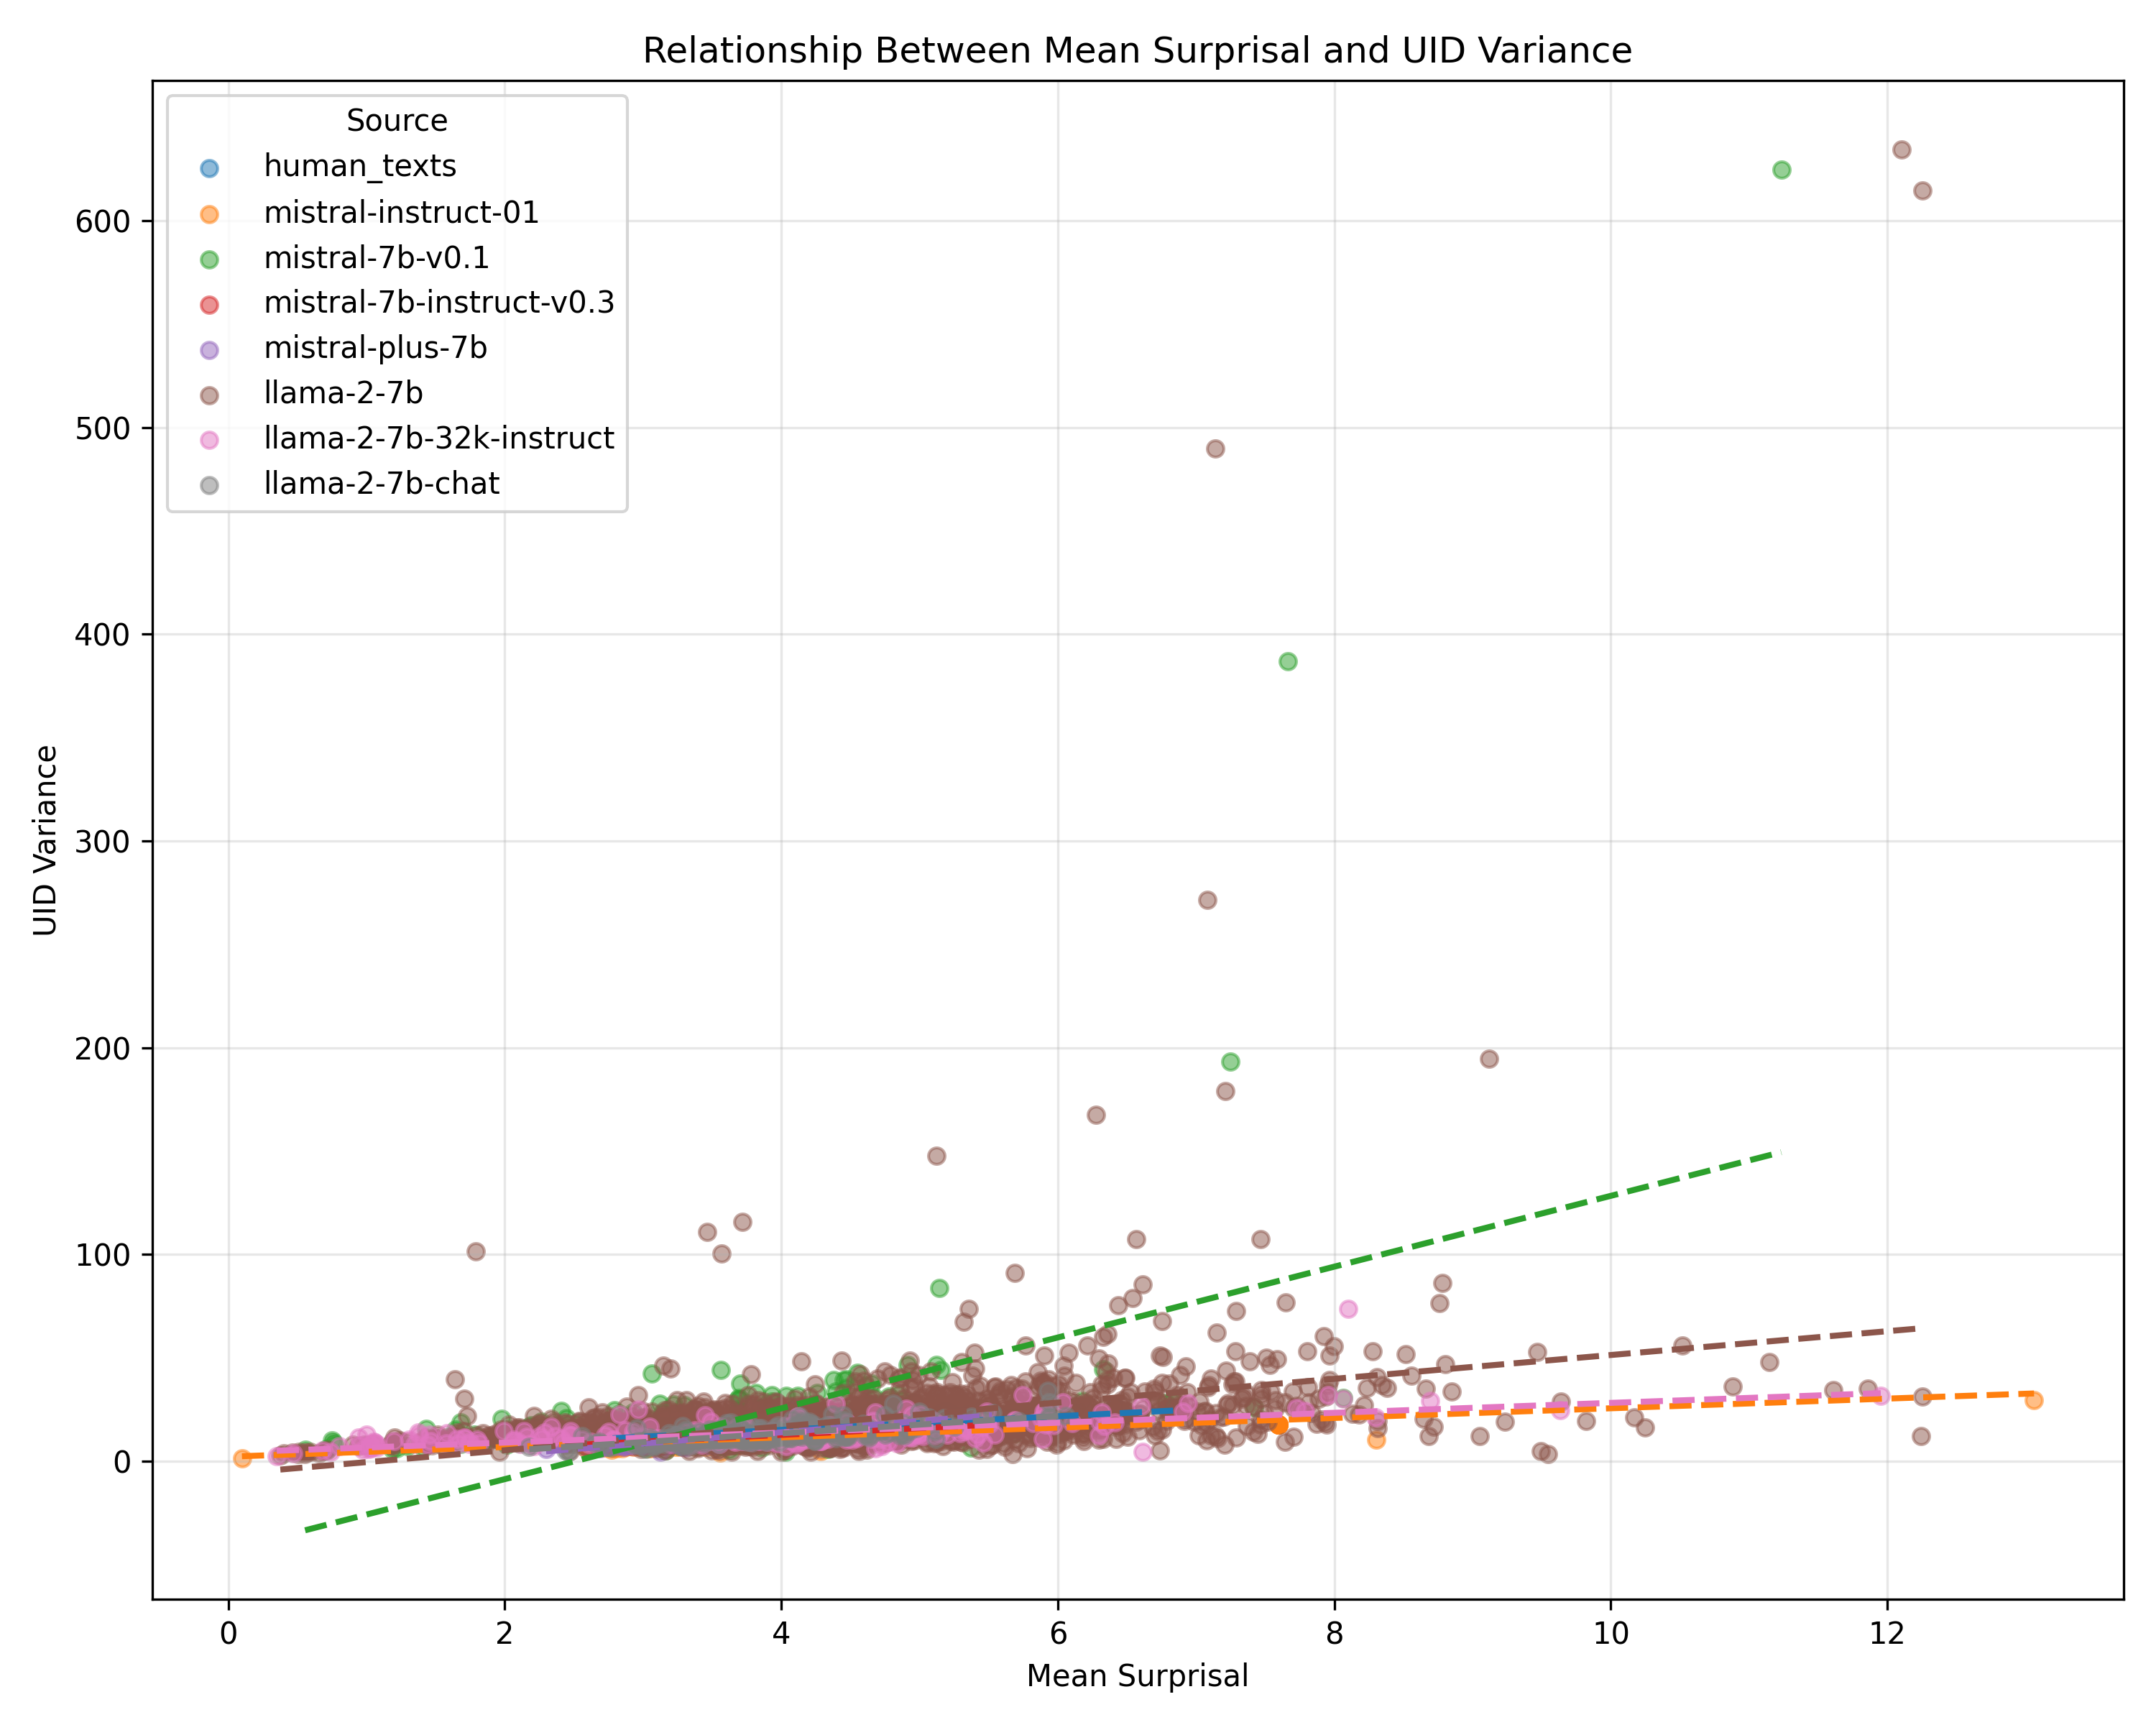 Relationship Between Mean Surprisal and UID Variance
Source
human_texts
mistral-instruct-01
mistral-7b-v0.1
mistral-7b-instruct-v0.3
mistral-plus-7b
llama-2-7b
llama-2-7b-32k-instruct
llama-2-7b-chat
600
500
400
300
200
100
0
UID Variance
0 2 4 6 8 10 12
Mean Surprisal